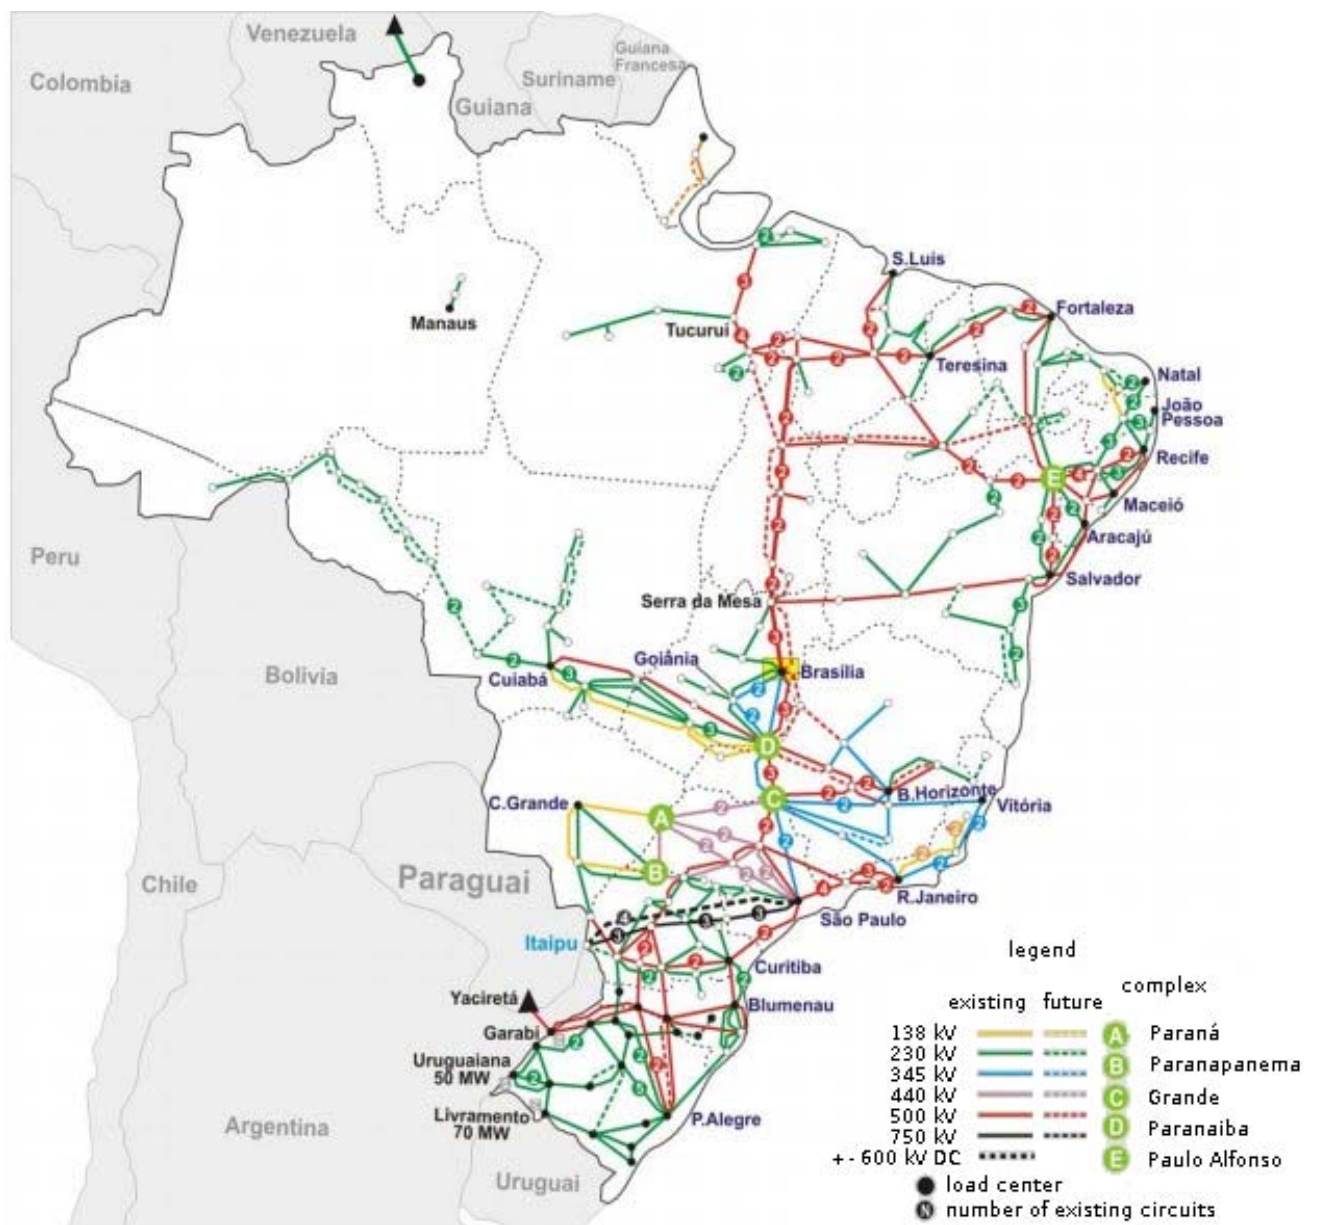 Venezuela
Colombia
Guiana
Francesa
Suriname
Guiana
S.Luis
Manaus
Tucurui
Fortaleza
Teresina
Natal
João
Pessoa
Recife
E
Maceió
Aracajú
Salvador
Peru
Serra da Mesa
Bolivia
Cuiabá
Goiânia
Brasilia
D
C.Grande
A
C
B.Horizonte
Vitória
B
Chile
Paraguai
R.Janeiro
São Paulo
Itaipu
Curitiba
Yaciretá
Blumenau
Garabi
Uruguaiana
50 MW
Livramento
70 MW
P.Alegre
Argentina
Uruguai
legend
existing future complex
138 kV A Paraná
230 kV B Paranapanema
345 kV
440 kV C Grande
500 kV D Paranaiba
750 kV E Paulo Alfonso
+-600 kV DC
load center
N number of existing circuits